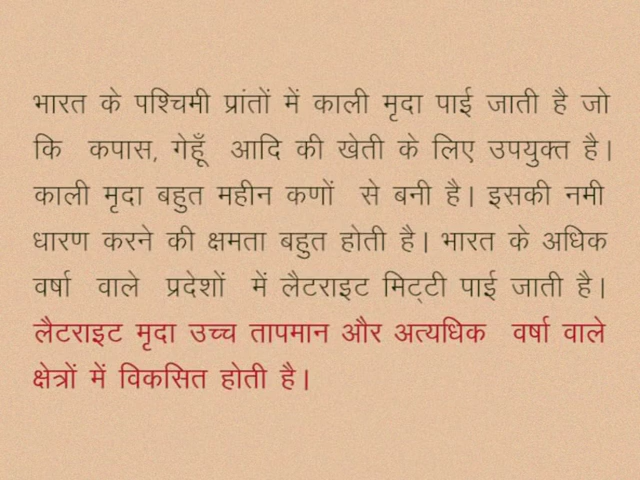 भारत के पश्चिमी प्रांतों में काली मृदा पाई जाती है जो
कि कपास, गेहूँ आदि की खेती के लिए उपयुक्त है।
काली मृदा बहुत महीन कणों से बनी है। इसकी नमी
धारण करने की क्षमता बहुत होती है। भारत के अधिक
वर्षा वाले प्रदेशों में लैटराइट मिट्टी पाई जाती है।
लैटराइट मृदा उच्च तापमान और अत्यधिक वर्षा वाले
क्षेत्रों में विकसित होती है।